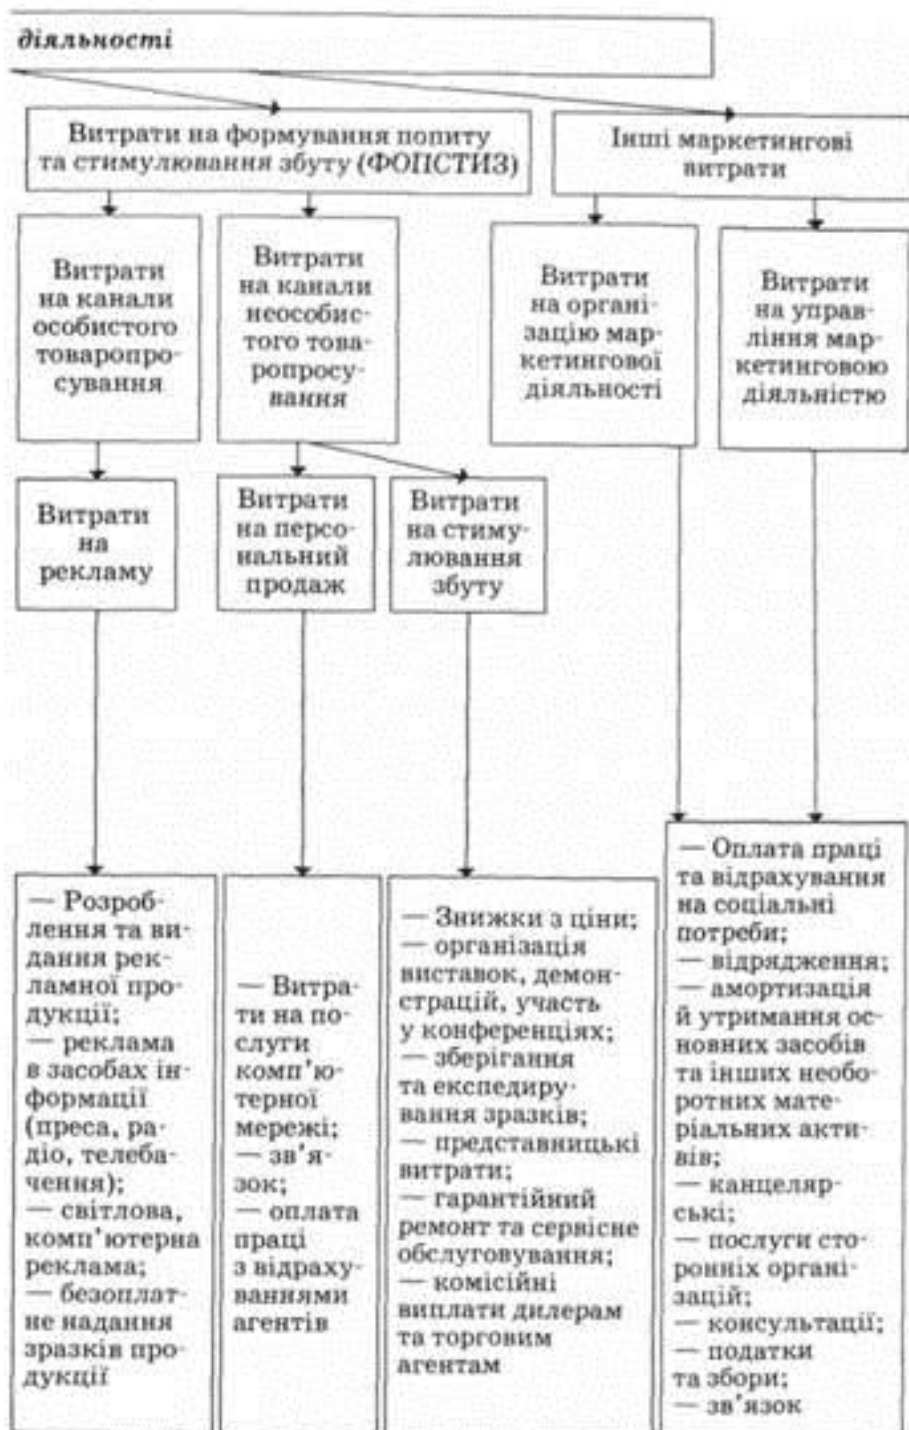 діяльності
Витрати на формування попиту
та стимулювання збуту (ФОПСТИЗ)
Інші маркетингові
витрати
Витрати
на канали
особистого
товаропро-
сування
Витрати
на канали
неособис-
того това-
ропросу-
вання
Витрати
на органі-
зацію мар-
кетингової
діяльності
Витрати
на управ-
ління мар-
кетинговою
діяльністю
Витрати
на
рекламу
Витрати
на персо-
нальний
продаж
Витрати
на стиму-
лювання
збуту
— Розроб-
лення та ви-
дання рек-
ламної про-
дукції;
— реклама
в засобах ін-
формації
(преса, ра-
діо, телеба-
чення);
— світлова,
комп’ютерна
реклама;
— безоплат-
не надання
зразків про-
дукції
— Витра-
ти на по-
слуги
комп’ю-
терної
мережі;
— зв’я-
зок;
— оплата
праці
з відраху-
ваннями
агентів
— Знижки з ціни;
— організація
виставок, демон-
страцій, участь
у конференціях;
— зберігання
та експедиру-
вання зразків;
— представницькі
витрати;
— гарантійний
ремонт та сервісне
обслуговування;
— комісійні
виплати дилерам
та торговим
агентам
— Оплата праці
та відрахування
на соціальні
потреби;
— відрядження;
— амортизація
й утримання ос-
новних засобів
та інших необо-
ротних мате-
ріальних акти-
вів;
— канцеляр-
ські;
— послуги сто-
ронніх органі-
зацій;
— консультації;
— податки
та збори;
— зв’язок